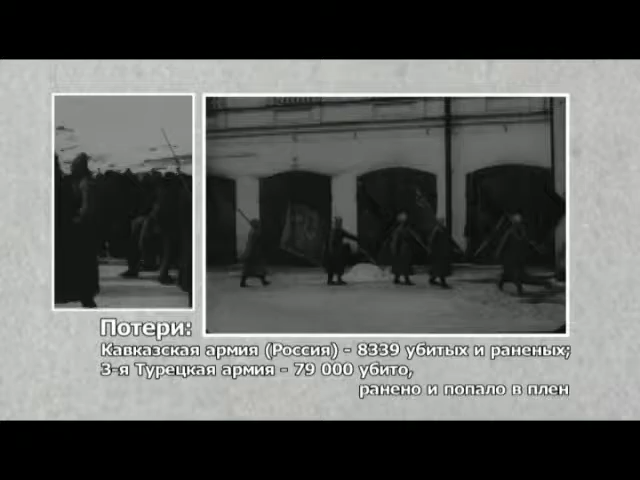 Потери:
Кавказская армия (Россия) - 8339 убитых и раненых;
3-я Турецкая армия - 79 000 убито,
ранено и попало в плен